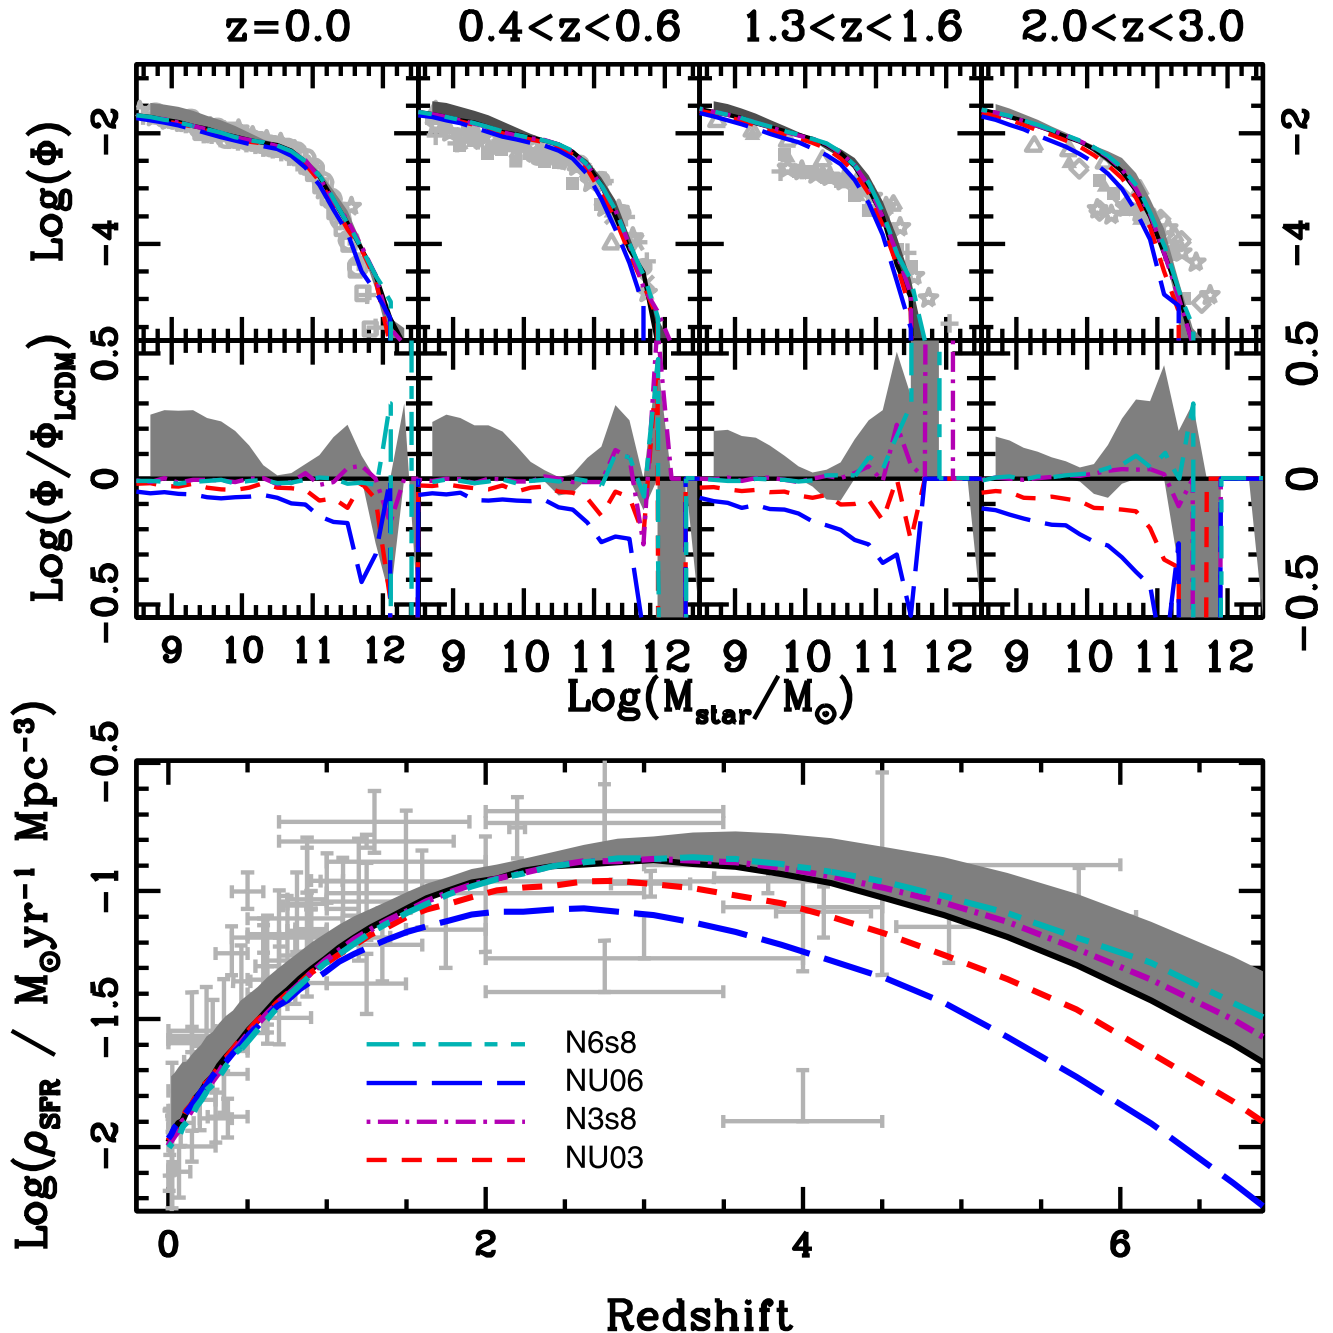 z=0.0 0.4<z<0.6 1.3<z<1.6 2.0<z<3.0
Log(Φ)
−2 −2
−4 −4
Log(Φ/Φ_LCDM)
0.5 0.5
0 0
−0.5 −0.5
9 10 11 12 9 10 11 12 9 10 11 12 9 10 11 12
Log(M_star/M_⊙)
Log(ρ_SFR / M_⊙yr⁻¹ Mpc⁻³)
−0.5
−1
−1.5
−2
N6s8
NU06
N3s8
NU03
0 2 4 6
Redshift